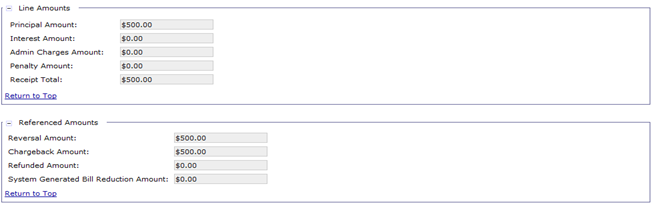 Line Amounts
Principal Amount: $500.00
Interest Amount: $0.00
Admin Charges Amount: $0.00
Penalty Amount: $0.00
Receipt Total: $500.00
Return to Top
Referenced Amounts
Reversal Amount: $500.00
Chargeback Amount: $500.00
Refunded Amount: $0.00
System Generated Bill Reduction Amount: $0.00
Return to Top